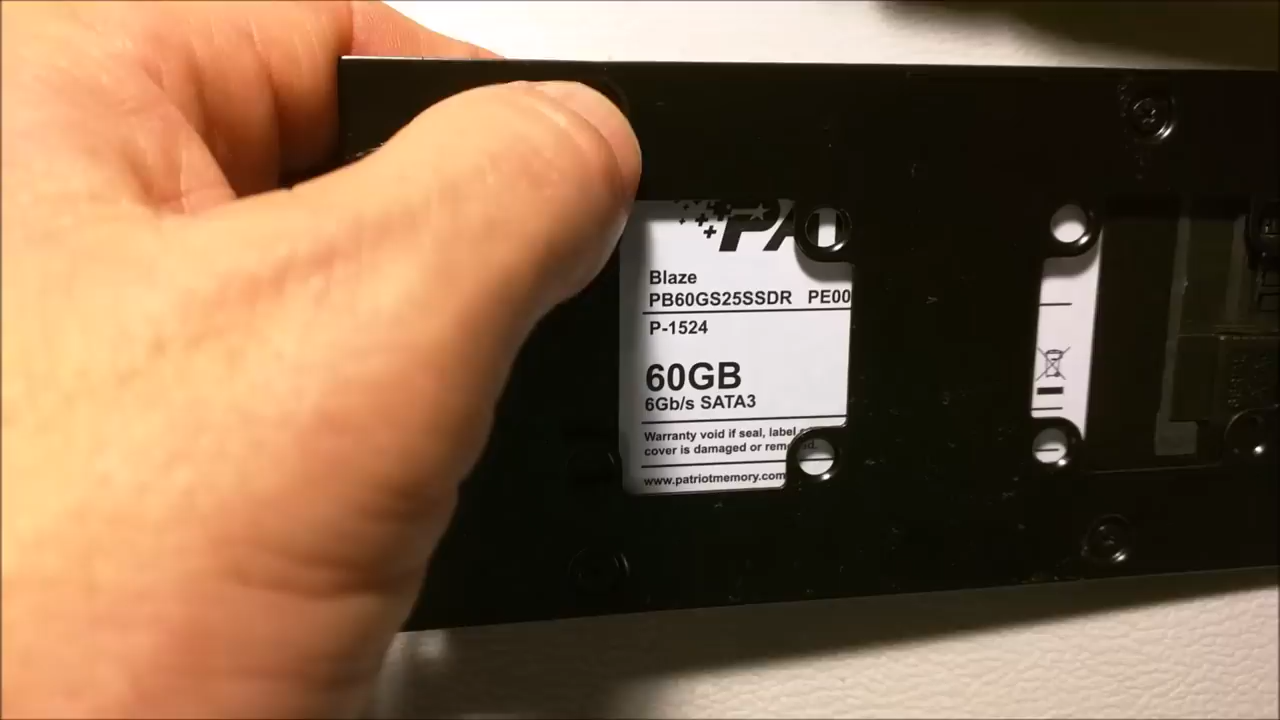 PA
Blaze
PB60GS25SSDR PE00
P-1524
60GB
6Gb/s SATA3
Warranty void if seal, label
cover is damaged or
www.patriotmemory.com